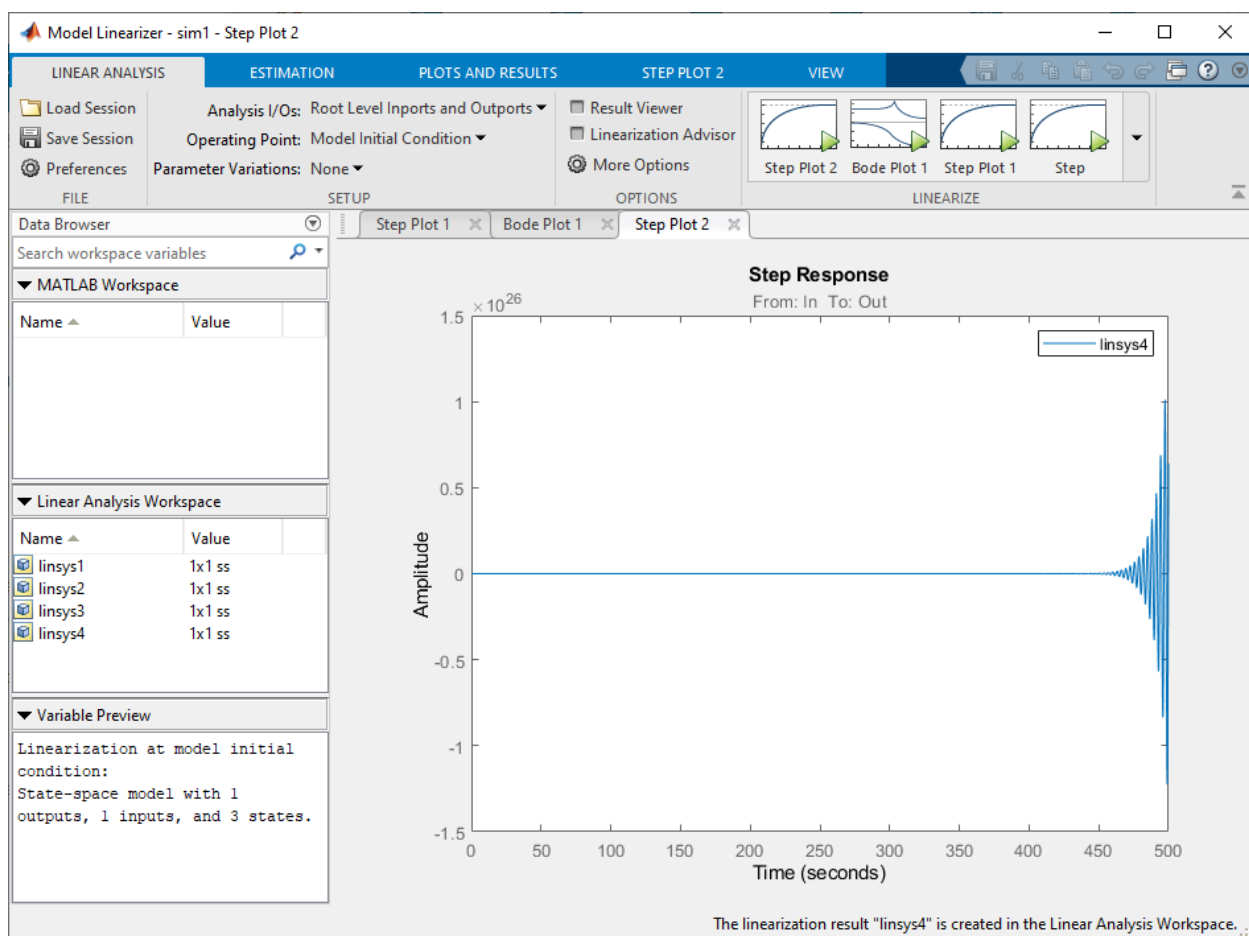 Model Linearizer - sim1 - Step Plot 2
LINEAR ANALYSIS ESTIMATION PLOTS AND RESULTS STEP PLOT 2 VIEW
Load Session
Save Session
Preferences
FILE
Analysis I/Os: Root Level Inports and Outports
Operating Point: Model Initial Condition
Parameter Variations: None
SETUP
Result Viewer
Linearization Advisor
More Options
OPTIONS
Step Plot 2 Bode Plot 1 Step Plot 1 Step
LINEARIZE
Data Browser
Search workspace variables
MATLAB Workspace
Name Value
Linear Analysis Workspace
Name Value
linsys1 1x1 ss
linsys2 1x1 ss
linsys3 1x1 ss
linsys4 1x1 ss
Variable Preview
Linearization at model initial
condition:
State-space model with 1
outputs, 1 inputs, and 3 states.
Step Plot 1 Bode Plot 1 Step Plot 2
Step Response
From: In To: Out
×10^26
linsys4
1.5
1
0.5
0
-0.5
-1
-1.5
Amplitude
0 50 100 150 200 250 300 350 400 450 500
Time (seconds)
The linearization result "linsys4" is created in the Linear Analysis Workspace.